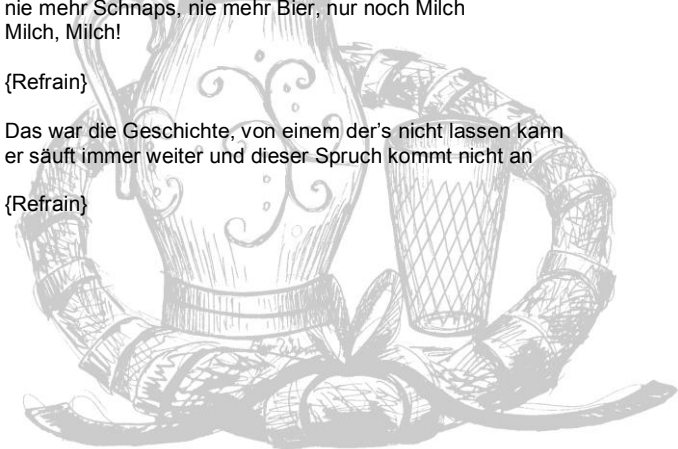 nie mehr Schnaps, nie mehr Bier, nur noch Milch
Milch, Milch!
{Refrain}
Das war die Geschichte, von einem der’s nicht lassen kann
er säuft immer weiter und dieser Spruch kommt nicht an
{Refrain}